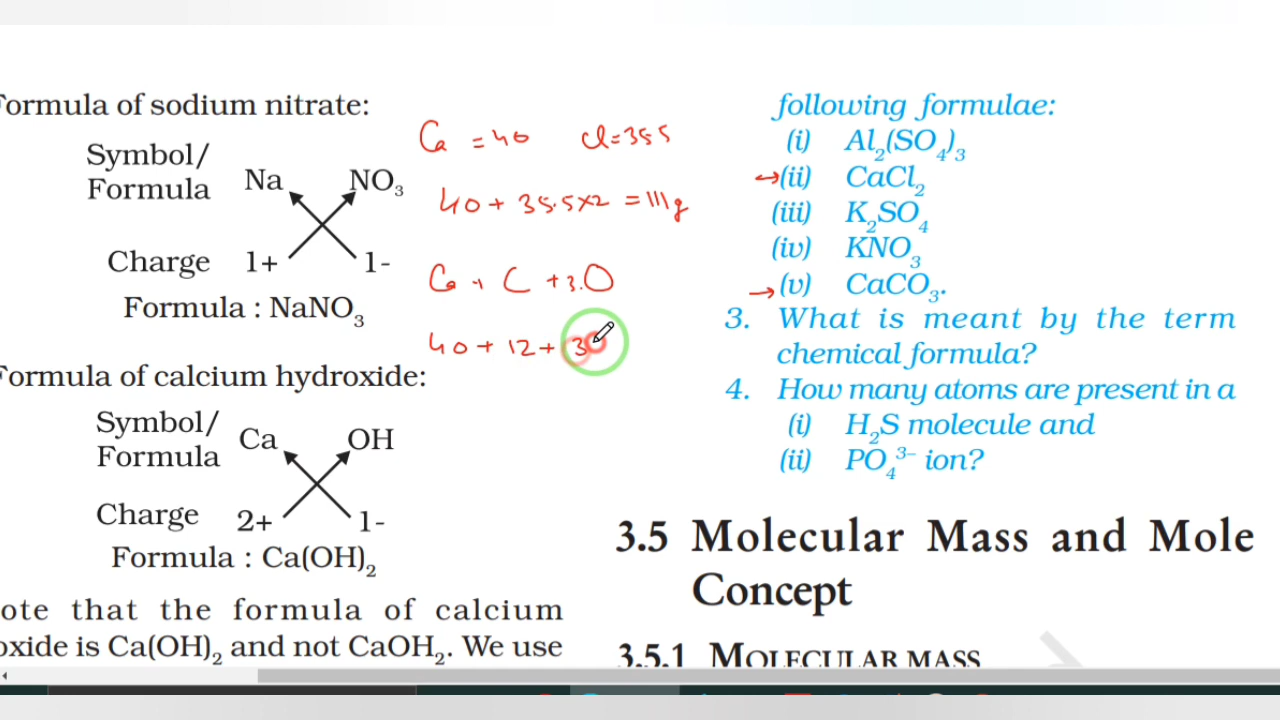 Formula of sodium nitrate:
Symbol/
Formula Na NO₃
Charge 1+ 1-
Formula : NaNO₃
Formula of calcium hydroxide:
Symbol/
Formula Ca OH
Charge 2+ 1-
Formula : Ca(OH)₂
ote that the formula of calcium
oxide is Ca(OH)₂ and not CaOH₂. We use
Ca = 40 Cl = 35.5
40 + 35.5×2 = 111g
Ca + C + 3.O
40 + 12 + (3
following formulae:
(i) Al₂(SO₄)₃
→(ii) CaCl₂
(iii) K₂SO₄
(iv) KNO₃
→(v) CaCO₃.
3. What is meant by the term
chemical formula?
4. How many atoms are present in a
(i) H₂S molecule and
(ii) PO₄³⁻ ion?
3.5 Molecular Mass and Mole
Concept
3.5.1 MOLECULAR MASS